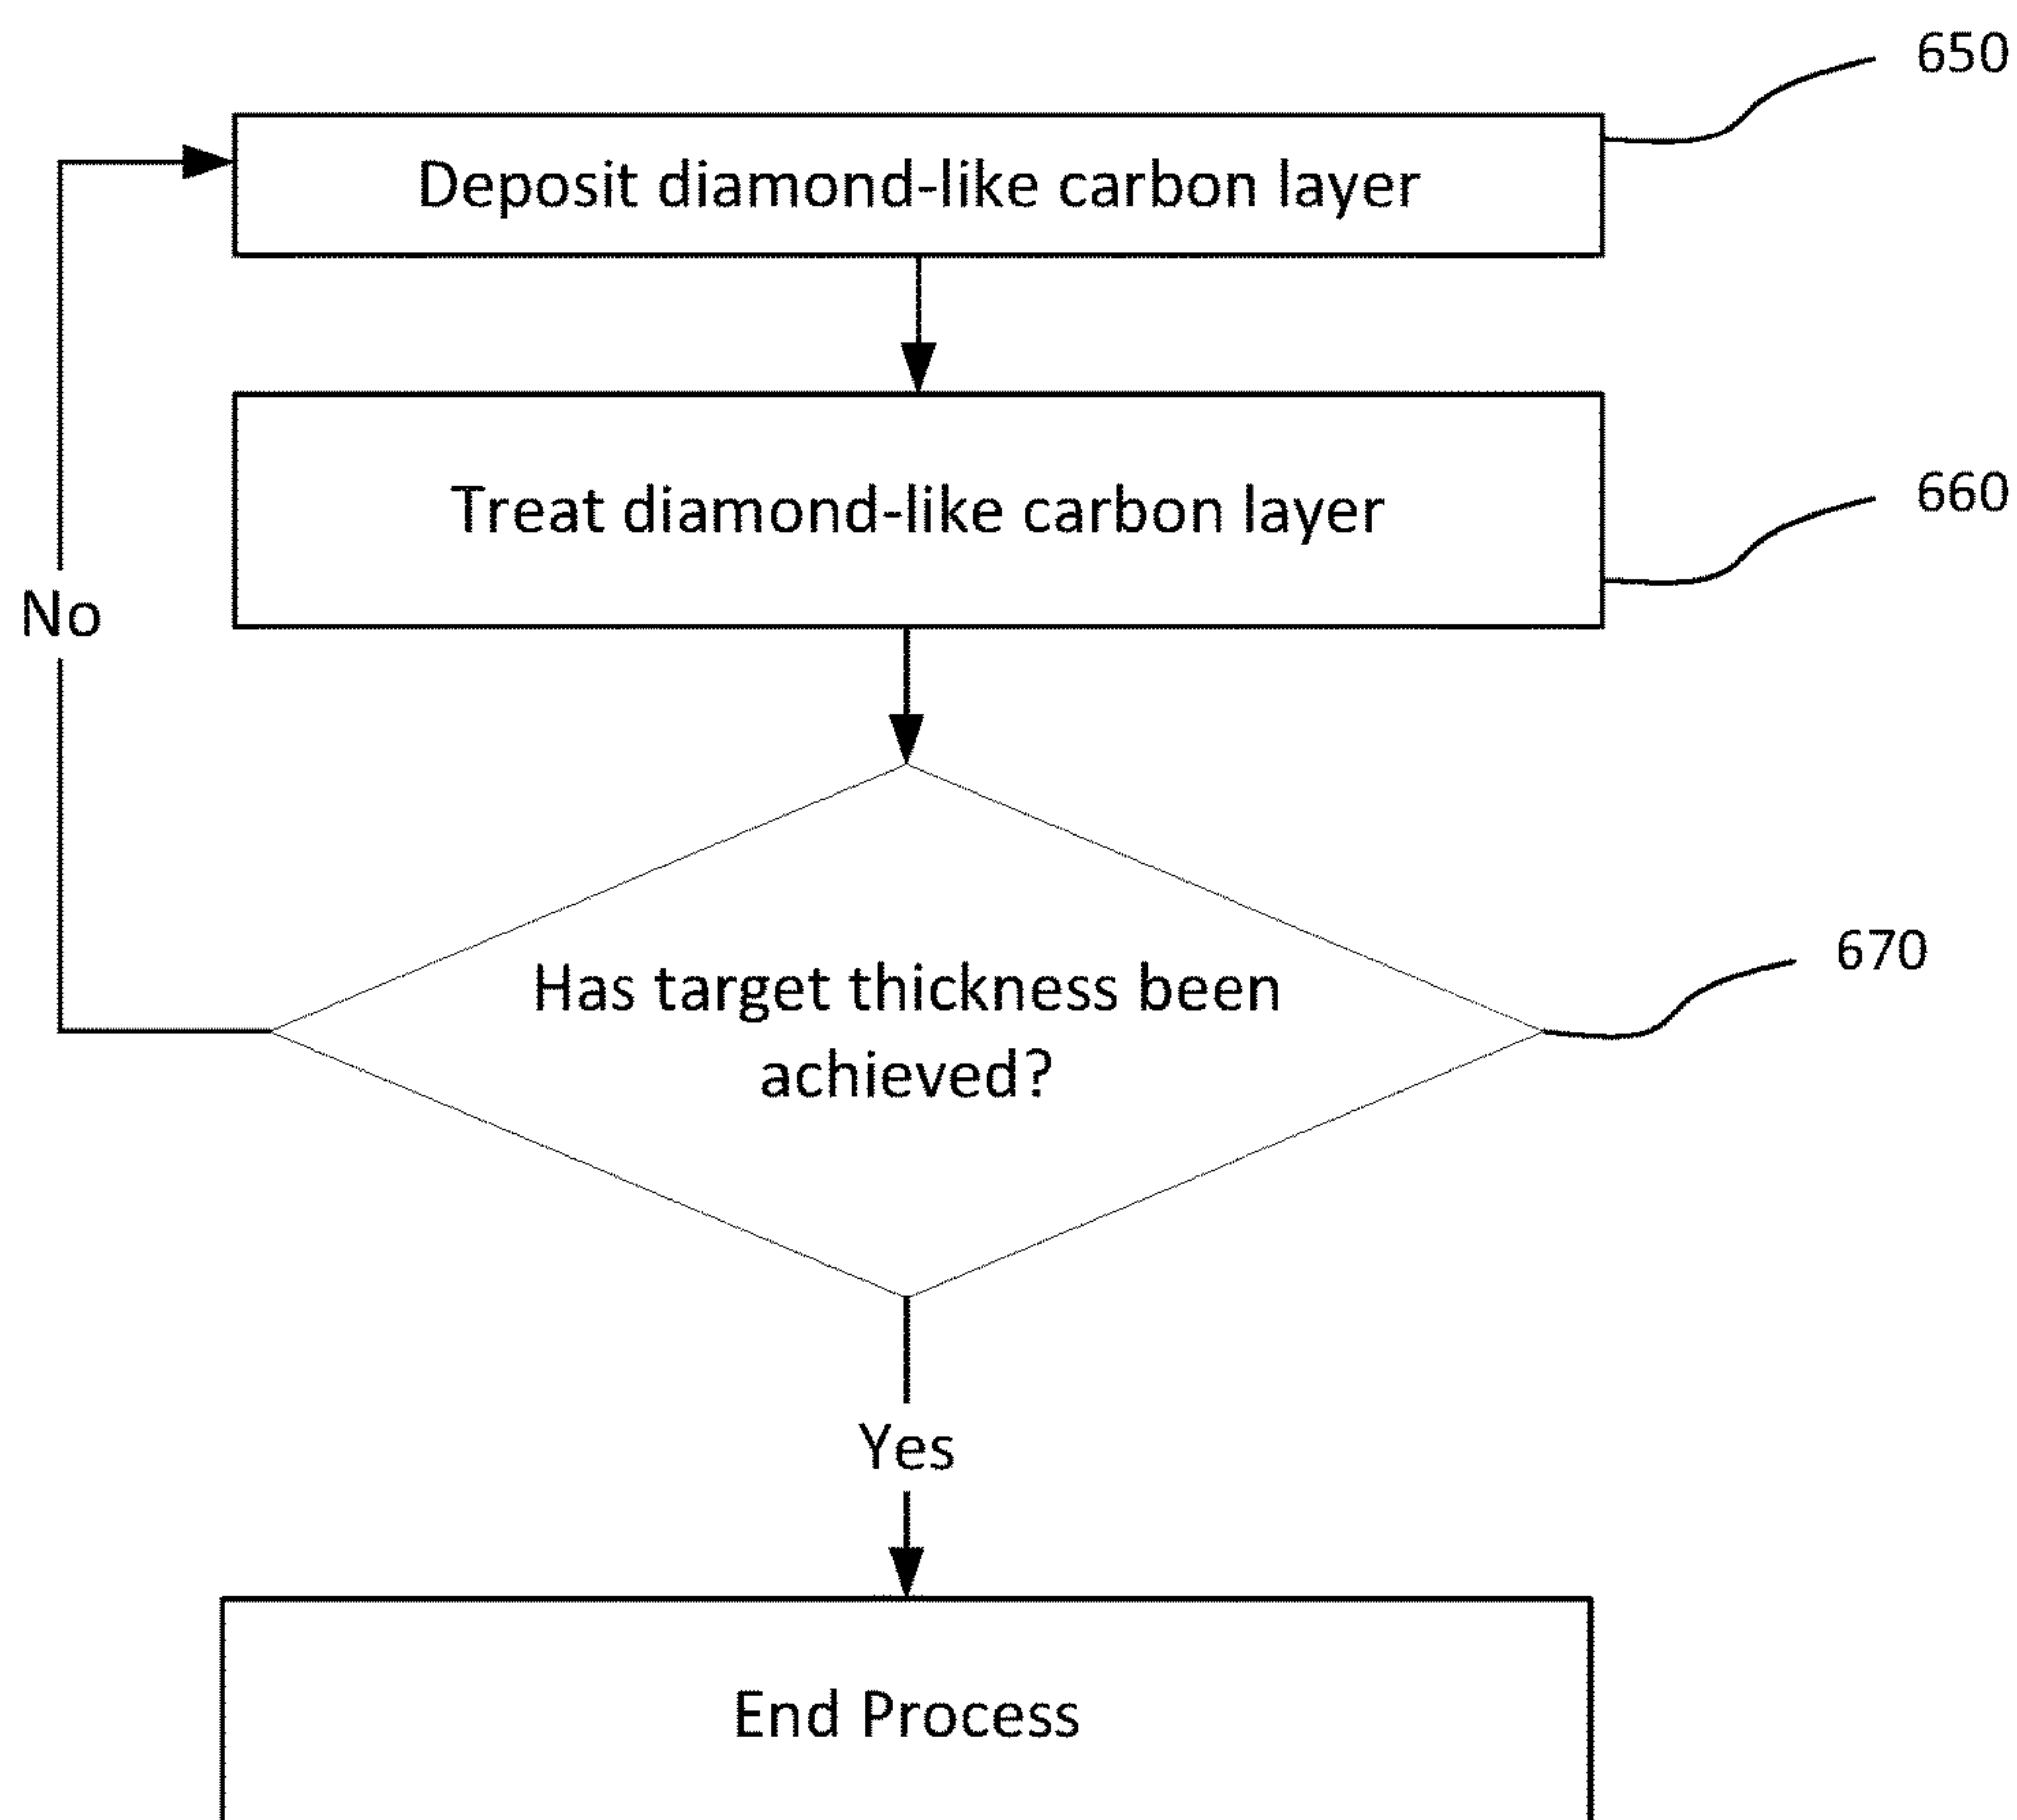 650
Deposit diamond-like carbon layer
Treat diamond-like carbon layer
660
No
670
Has target thickness been
achieved?
Yes
End Process